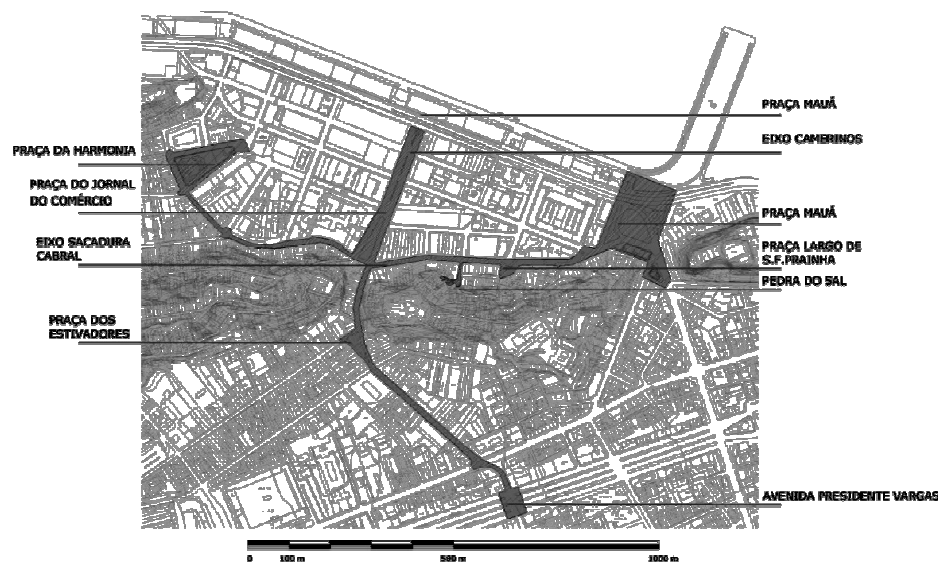 PRAÇA MAUÁ
EIXO CAMERINOS
PRAÇA DA HARMONIA
PRAÇA DO JORNAL
DO COMÉRCIO
PRAÇA MAUÁ
EIXO SACADURA
CABRAL
PRAÇA LARGO DE
S.F.PRAINHA
PEDRA DO SAL
PRAÇA DOS
ESTIVADORES
AVENIDA PRESIDENTE VARGAS
0 100 m 500 m 1000 m